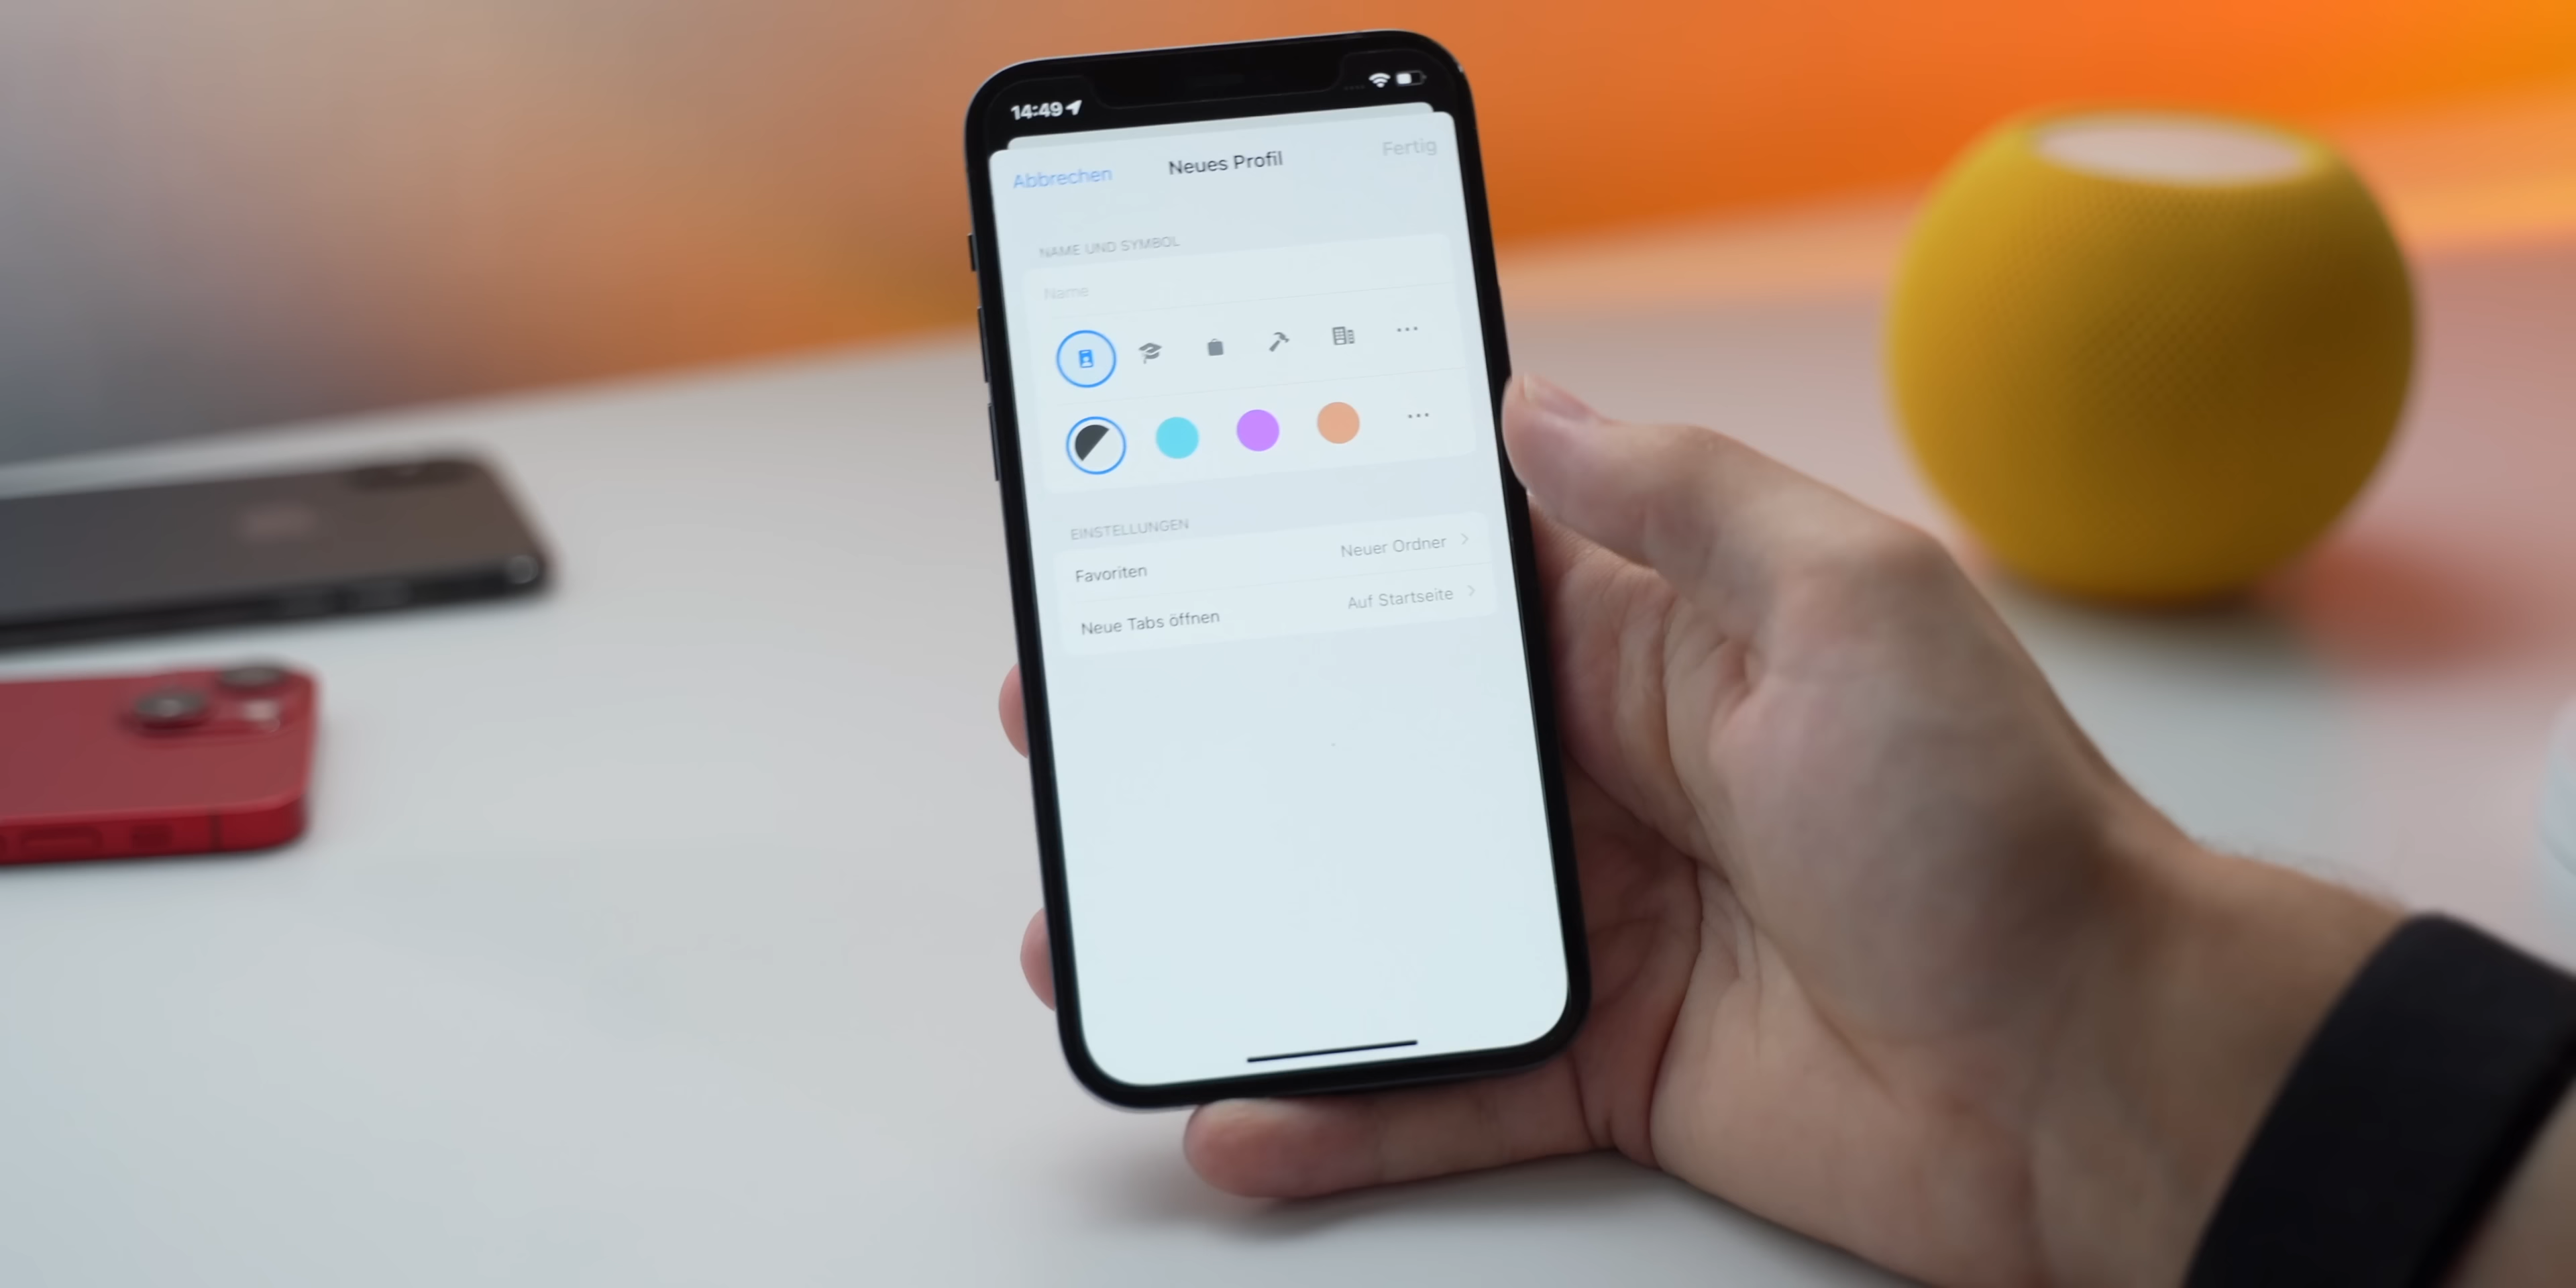 14:49
Abbrechen Neues Profil Fertig
NAME UND SYMBOL
Name
EINSTELLUNGEN
Favoriten Neuer Ordner
Neue Tabs öffnen Auf Startseite